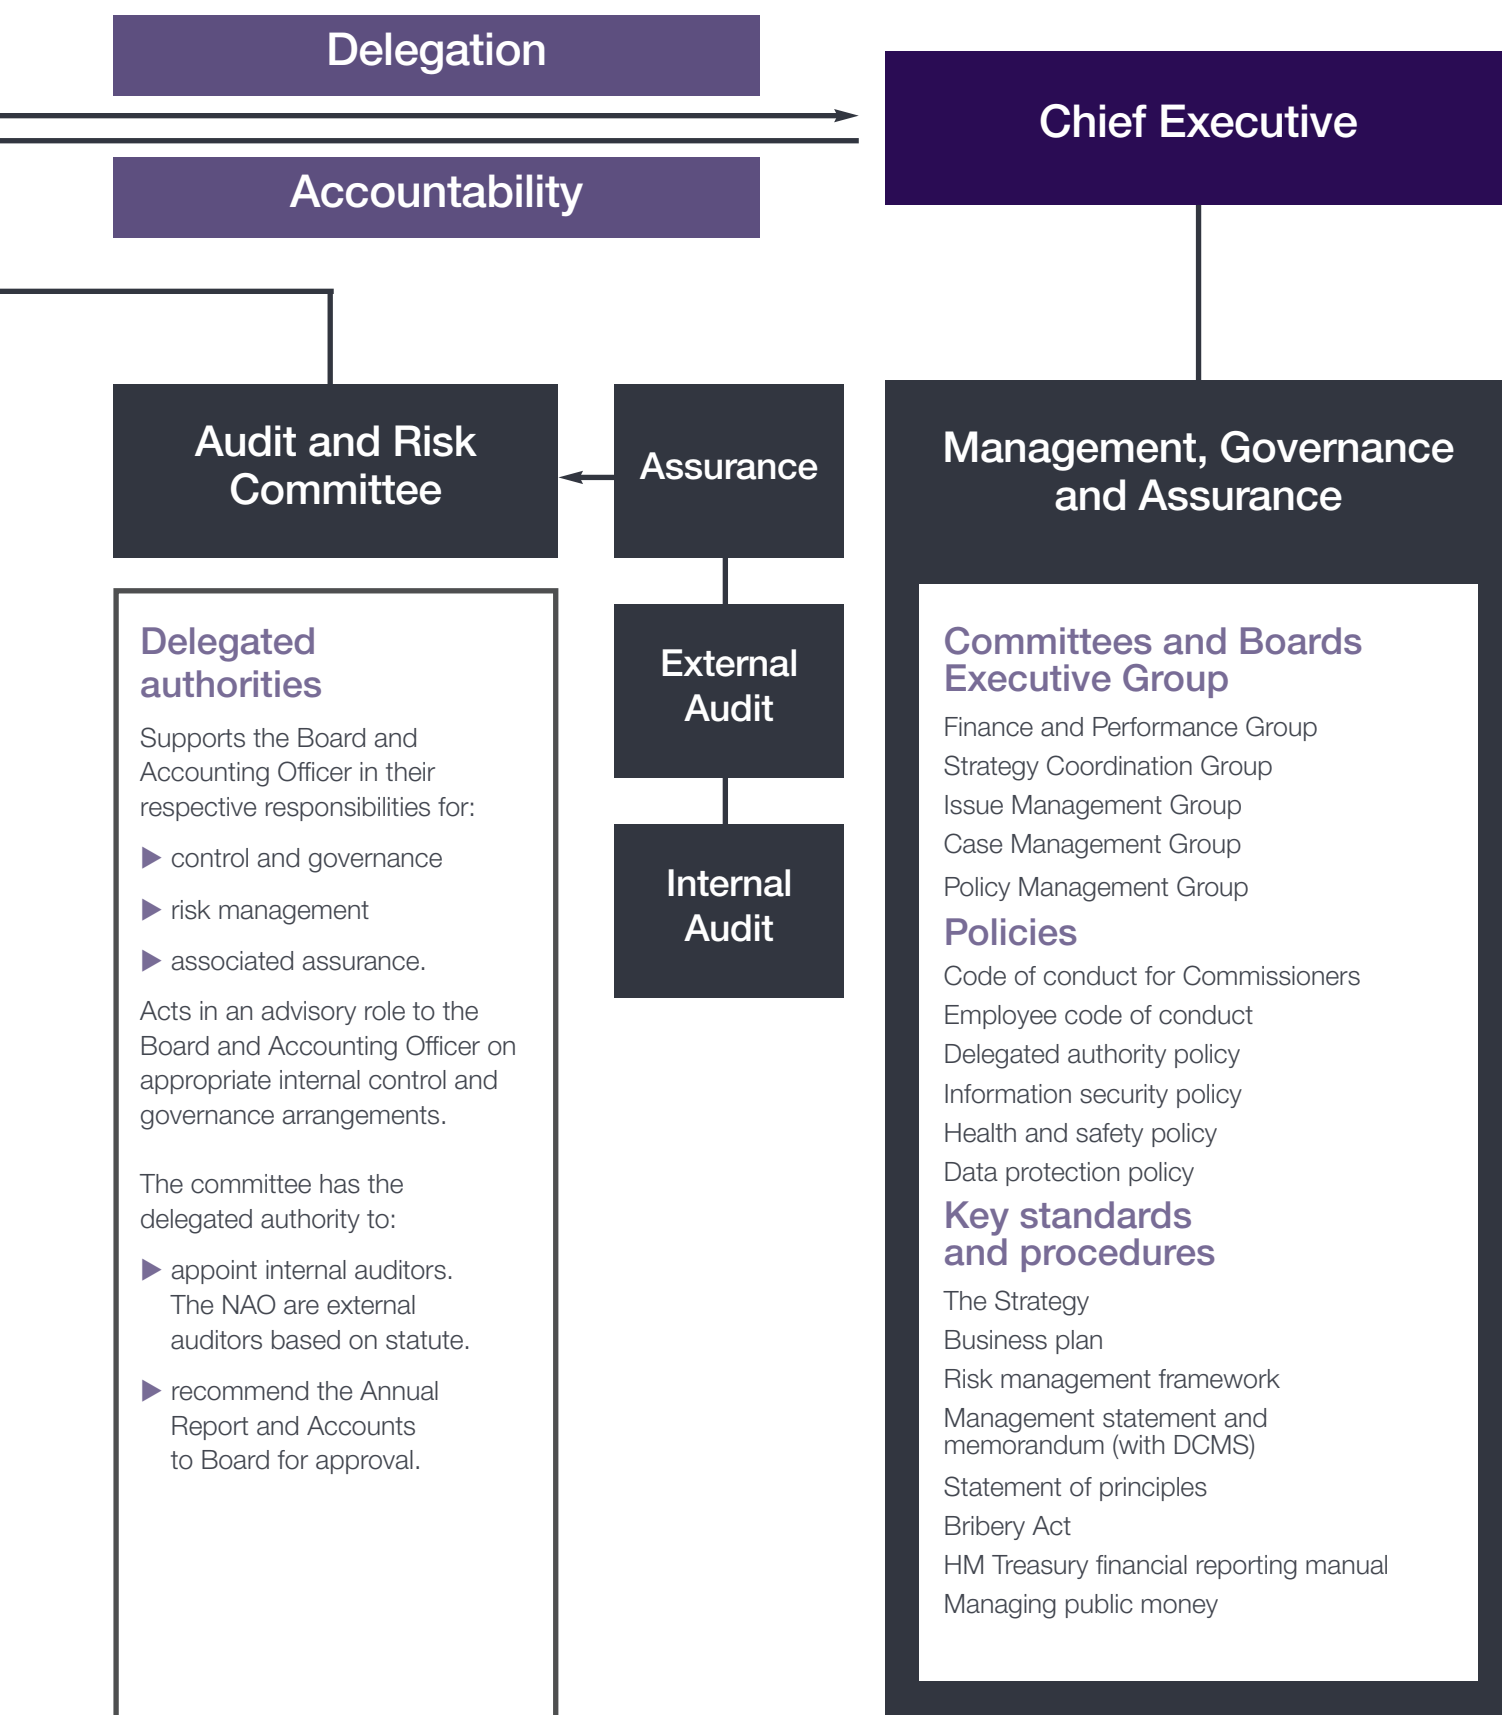 Delegation
Accountability
Chief Executive
Audit and Risk
Committee
Delegated
authorities
Supports the Board and
Accounting Officer in their
respective responsibilities for:
control and governance
risk management
associated assurance.
Acts in an advisory role to the
Board and Accounting Officer on
appropriate internal control and
governance arrangements.
The committee has the
delegated authority to:
appoint internal auditors.
The NAO are external
auditors based on statute.
recommend the Annual
Report and Accounts
to Board for approval.
Assurance
External
Audit
Internal
Audit
Management, Governance
and Assurance
Committees and Boards
Executive Group
Finance and Performance Group
Strategy Coordination Group
Issue Management Group
Case Management Group
Policy Management Group
Policies
Code of conduct for Commissioners
Employee code of conduct
Delegated authority policy
Information security policy
Health and safety policy
Data protection policy
Key standards
and procedures
The Strategy
Business plan
Risk management framework
Management statement and
memorandum (with DCMS)
Statement of principles
Bribery Act
HM Treasury financial reporting manual
Managing public money